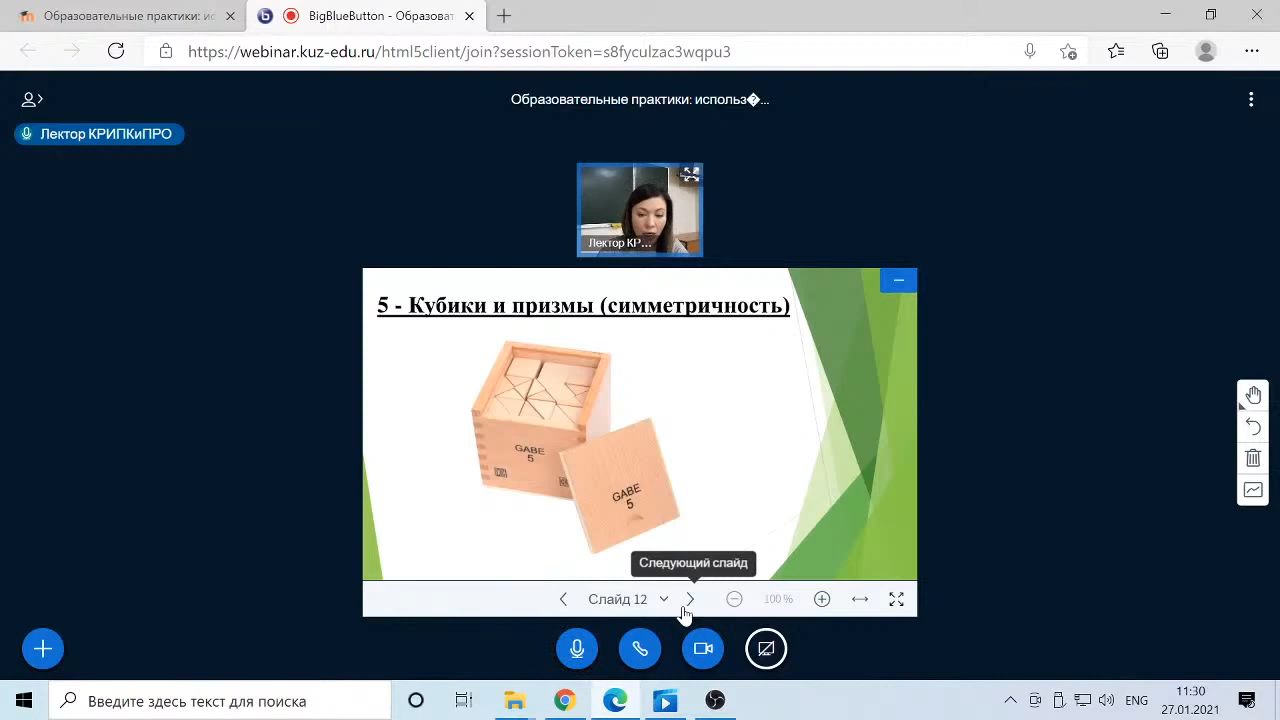 Образовательные практики: ис
BigBlueButton - Образоват
https://webinar.kuz-edu.ru/html5client/join?sessionToken=s8fyculzac3wqpu3
Образовательные практики: использ�...
Лектор КРИПКиПРО
Лектор КР...
5 - Кубики и призмы (симметричность)
GABE
5
GABE
5
Следующий слайд
Слайд 12
100 %
Введите здесь текст для поиска
ENG
11:30
27.01.2021